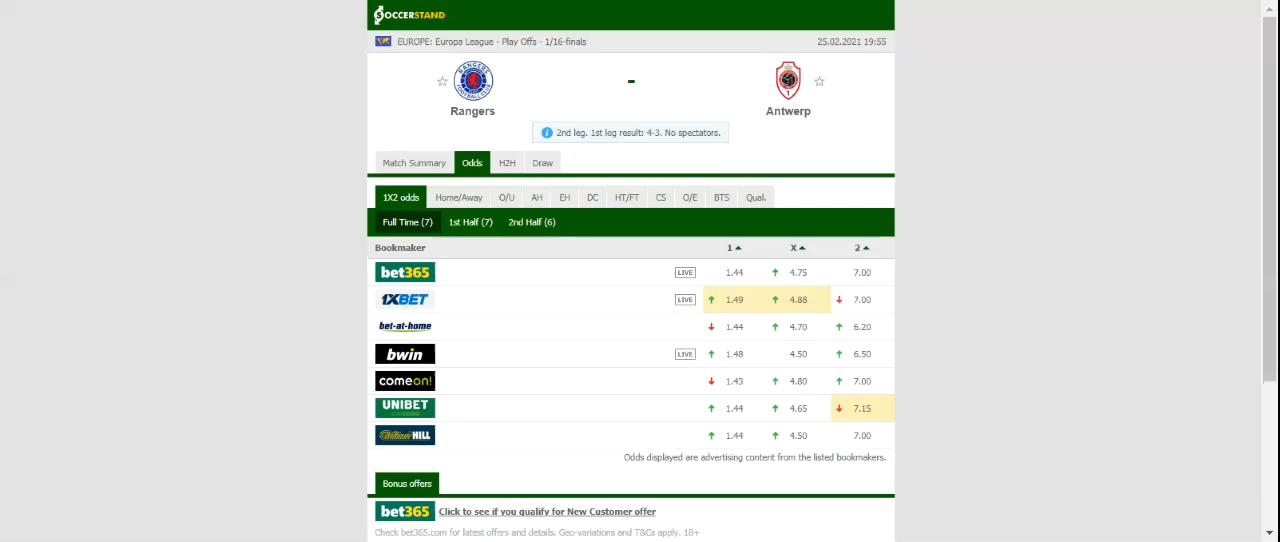 SOCCERSTAND
EUROPE: Europa League - Play Offs - 1/16-finals 25.02.2021 19:55
RANGERS FOOTBALL CLUB
-
1
Rangers Antwerp
2nd leg. 1st leg result: 4-3. No spectators.
Match Summary Odds H2H Draw
1X2 odds Home/Away O/U AH EH DC HT/FT CS O/E BTS Qual.
Full Time (7) 1st Half (7) 2nd Half (6)
Bookmaker 1 X 2
bet365 LIVE 1.44 4.75 7.00
1XBET LIVE 1.49 4.88 7.00
bet-at-home 1.44 4.70 6.20
bwin LIVE 1.48 4.50 6.50
comeon! 1.43 4.80 7.00
UNIBET 1.44 4.65 7.15
William HILL 1.44 4.50 7.00
Odds displayed are advertising content from the listed bookmakers.
Bonus offers
bet365 Click to see if you qualify for New Customer offer
Check bet365.com for latest offers and details. Geo-variations and T&Cs apply. 18+